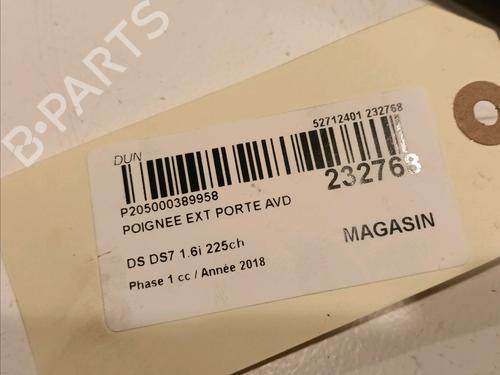 B-PARTS
DUN
52712401 232768
P205000389958
232768
POIGNEE EXT PORTE AVD
DS DS7 1.6i 225ch
MAGASIN
Phase 1 cc / Année 2018